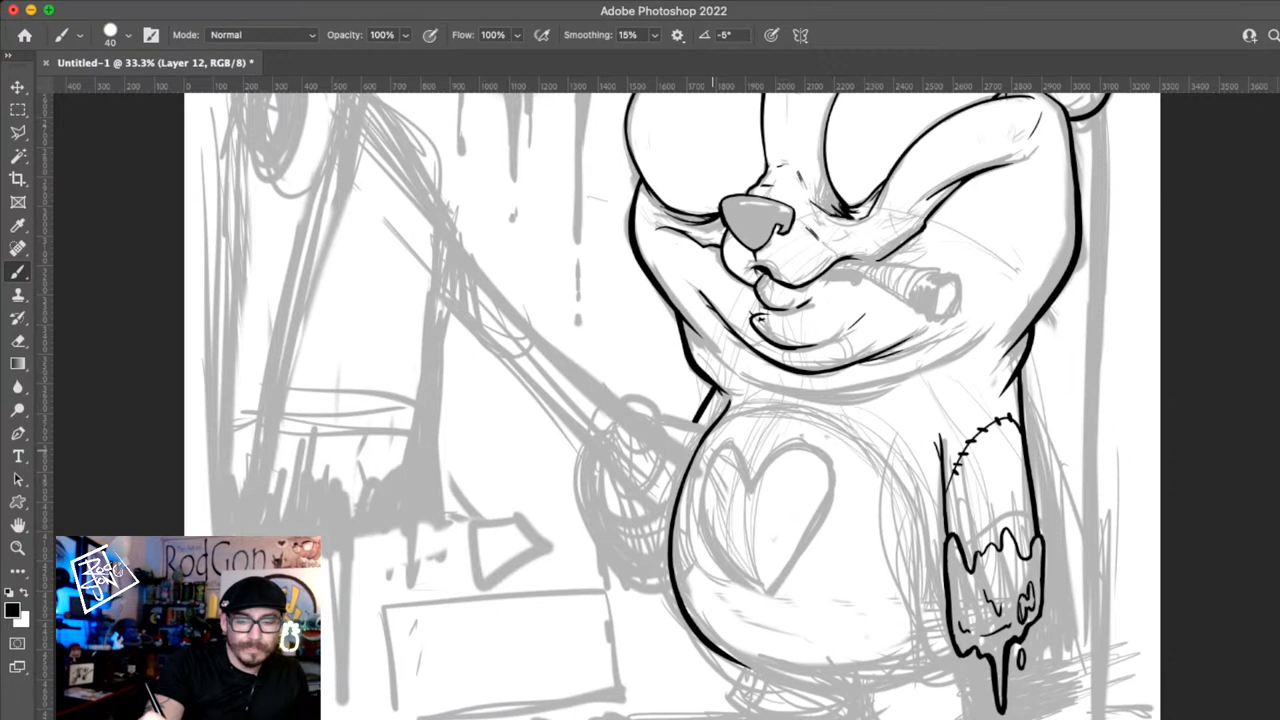 Adobe Photoshop 2022
40 Mode: Normal Opacity: 100% Flow: 100% Smoothing: 15% -5°
Untitled-1 @ 33.3% (Layer 12, RGB/8) *
400 300 200 100 0 100 200 300 400 500 600 700 800 900 1000 1100 1200 1300 1400 1500 1600 1700 1800 1900 2000 2100 2200 2300 2400 2500 2600 2700 2800 2900 3000 3100 3200 3300 3400 3500 3600
RodGon